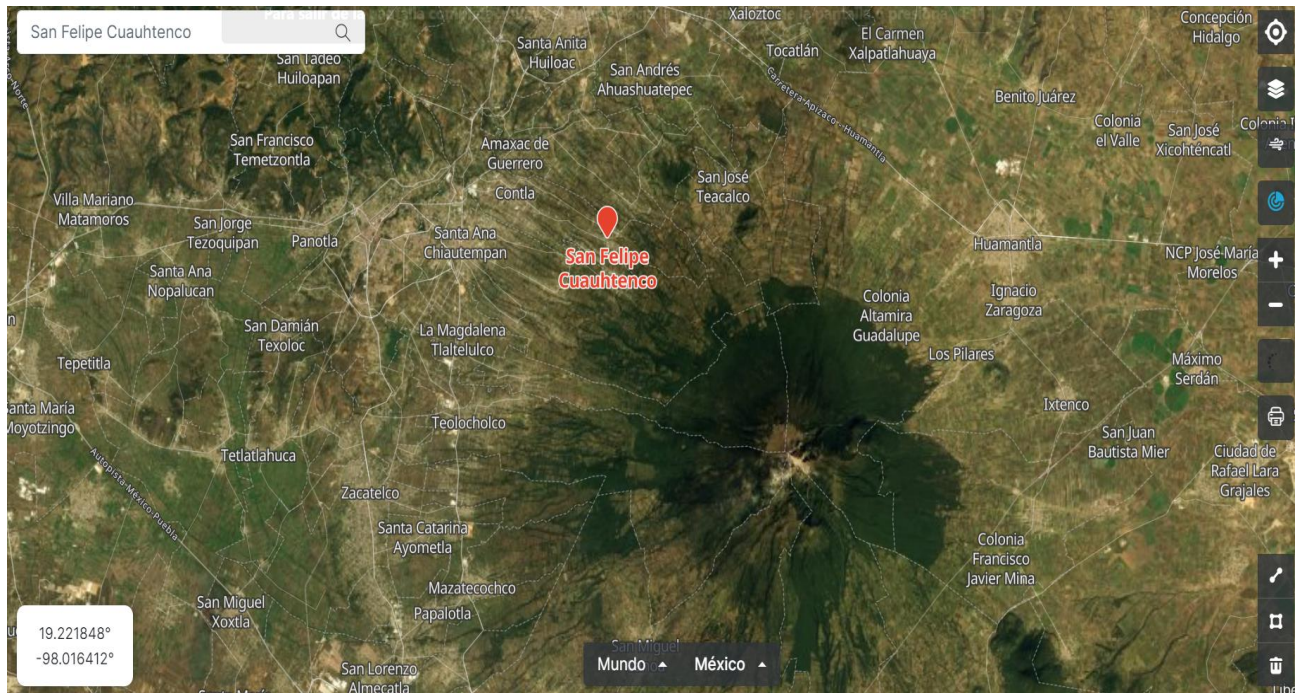 San Felipe Cuauhtenco
Para salir de la
Xaloztoc
Concepción
Hidalgo
Santa Anita
Huiloac
Tocatlán
El Carmen
Xalpatlahuaya
San Tadeo
Huiloapan
San Andrés
Ahuashuatepec
Carretera Apizaco - Huamantla
Benito Juárez
Colonia
el Valle
San José
Xicohténcatl
San Francisco
Temetzontla
Amaxac de
Guerrero
San José
Teacalco
Contla
Villa Mariano
Matamoros
San Jorge
Tezoquipan
Panotla
Santa Ana
Chiautempan
San Felipe
Cuauhtenco
Huamantla
NCP José María
Morelos
Santa Ana
Nopalucan
Colonia
Altamira
Guadalupe
Ignacio
Zaragoza
San Damián
Texoloc
La Magdalena
Tlaltelulco
Los Pilares
Tepetitla
Máximo
Serdán
Santa María
Moyotzingo
Ixtenco
Teolocholco
San Juan
Bautista Mier
Ciudad de
Rafael Lara
Grajales
Tetlatlahuca
Autopista México-Puebla
Zacatelco
Santa Catarina
Ayometla
Colonia
Francisco
Javier Mina
Mazatecochco
Papalotla
San Miguel
Xoxtla
19.221848°
-98.016412°
San Miguel
Mundo
México
San Lorenzo
Almecatla